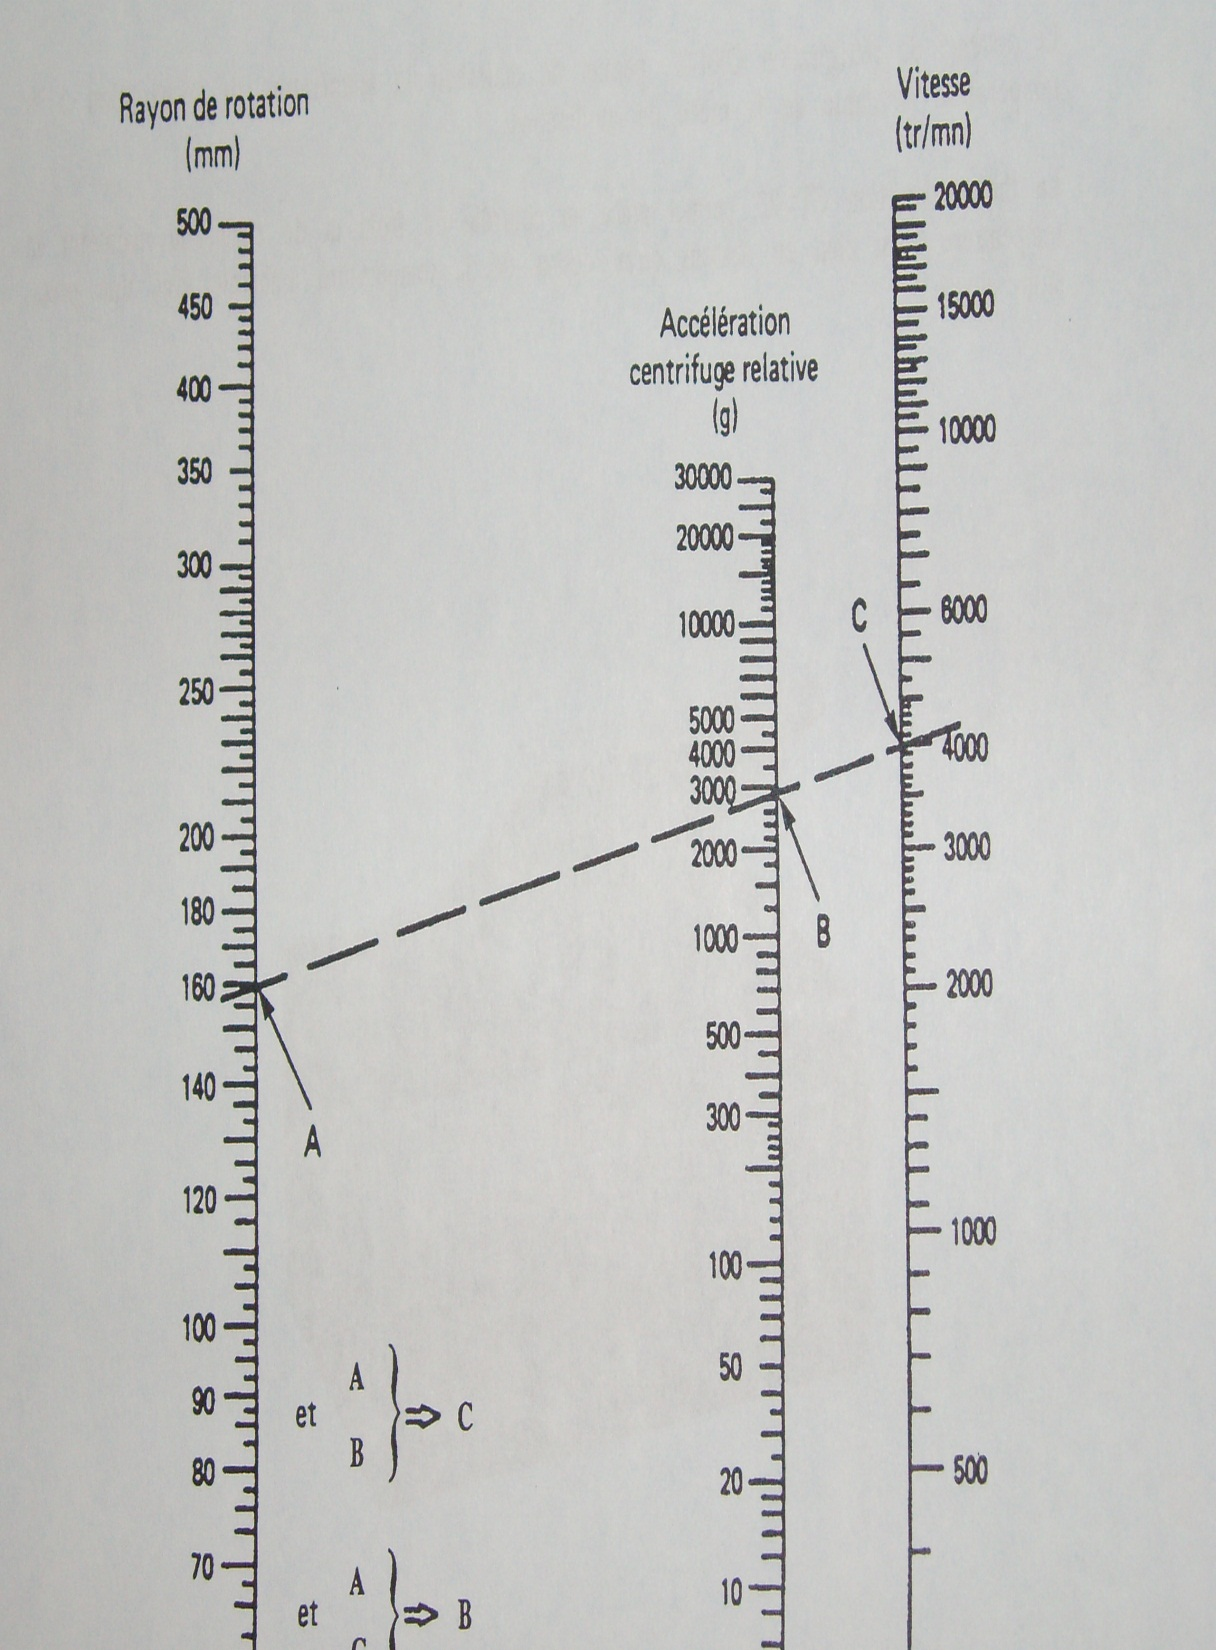 Rayon de rotation
(mm)
500
450
400
350
300
250
200
180
160
140
120
100
90
80
70
A
Accélération
centrifuge relative
(g)
30000
20000
10000
5000
4000
3000
2000
1000
500
300
100
50
20
10
B
Vitesse
(tr/mn)
20000
15000
10000
6000
4000
3000
2000
1000
500
C
A
et } ⇒ C
B
A
et } ⇒ B
C